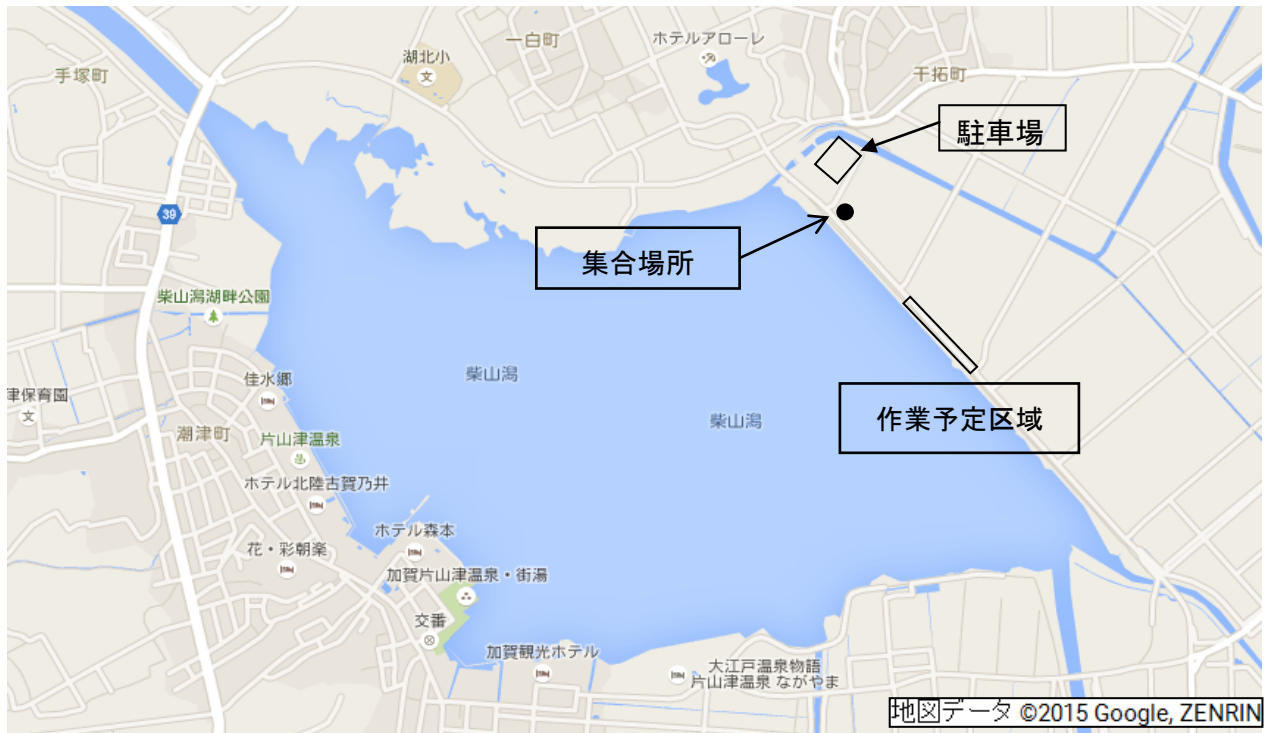 一白町
ホテルアローレ
湖北小
文
手塚町
干拓町
駐車場
39
集合場所
柴山潟湖畔公園
柴山潟
佳水郷
津保育園
文
作業予定区域
柴山潟
潮津町
片山津温泉
ホテル北陸古賀乃井
ホテル森本
花・彩朝楽
加賀片山津温泉・街湯
交番
加賀観光ホテル
大江戸温泉物語
片山津温泉 ながやま
地図データ ©2015 Google, ZENRIN